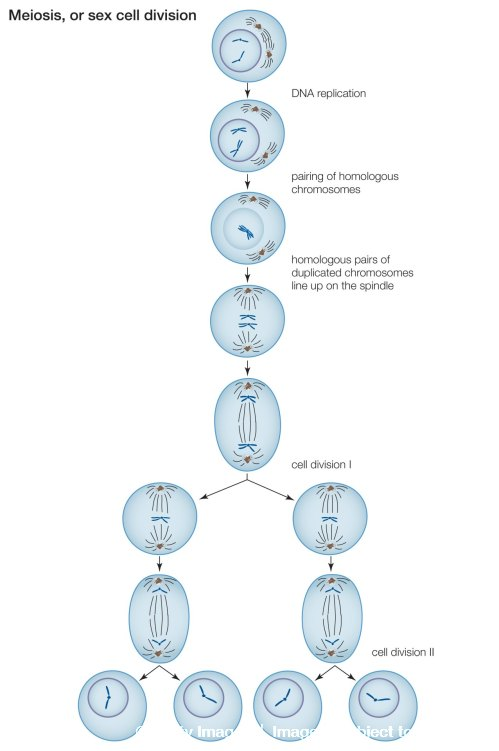 Meiosis, or sex cell division
DNA replication
pairing of homologous
chromosomes
homologous pairs of
duplicated chromosomes
line up on the spindle
cell division I
cell division II
Image